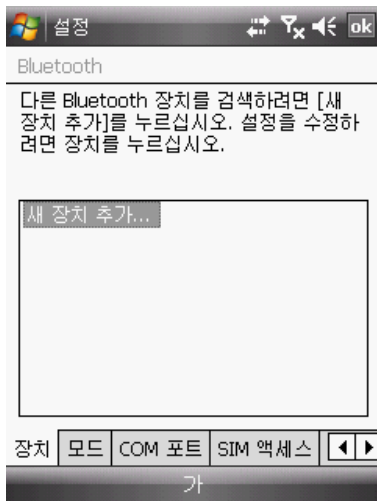 설정
ok
Bluetooth
다른 Bluetooth 장치를 검색하려면 [새
장치 추가]를 누르십시오. 설정을 수정하
려면 장치를 누르십시오.
새 장치 추가...
장치 모드 COM 포트 SIM 액세스
가